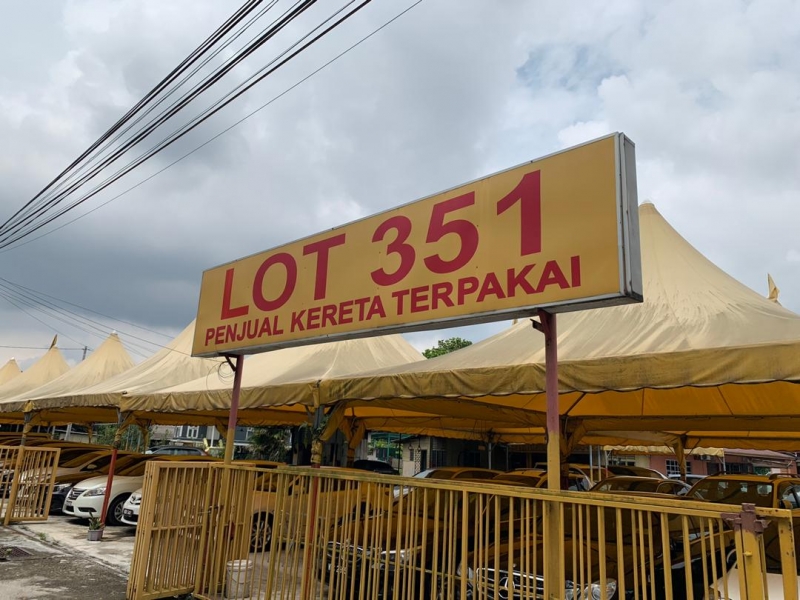 LOT 351
PENJUAL KERETA TERPAKAI